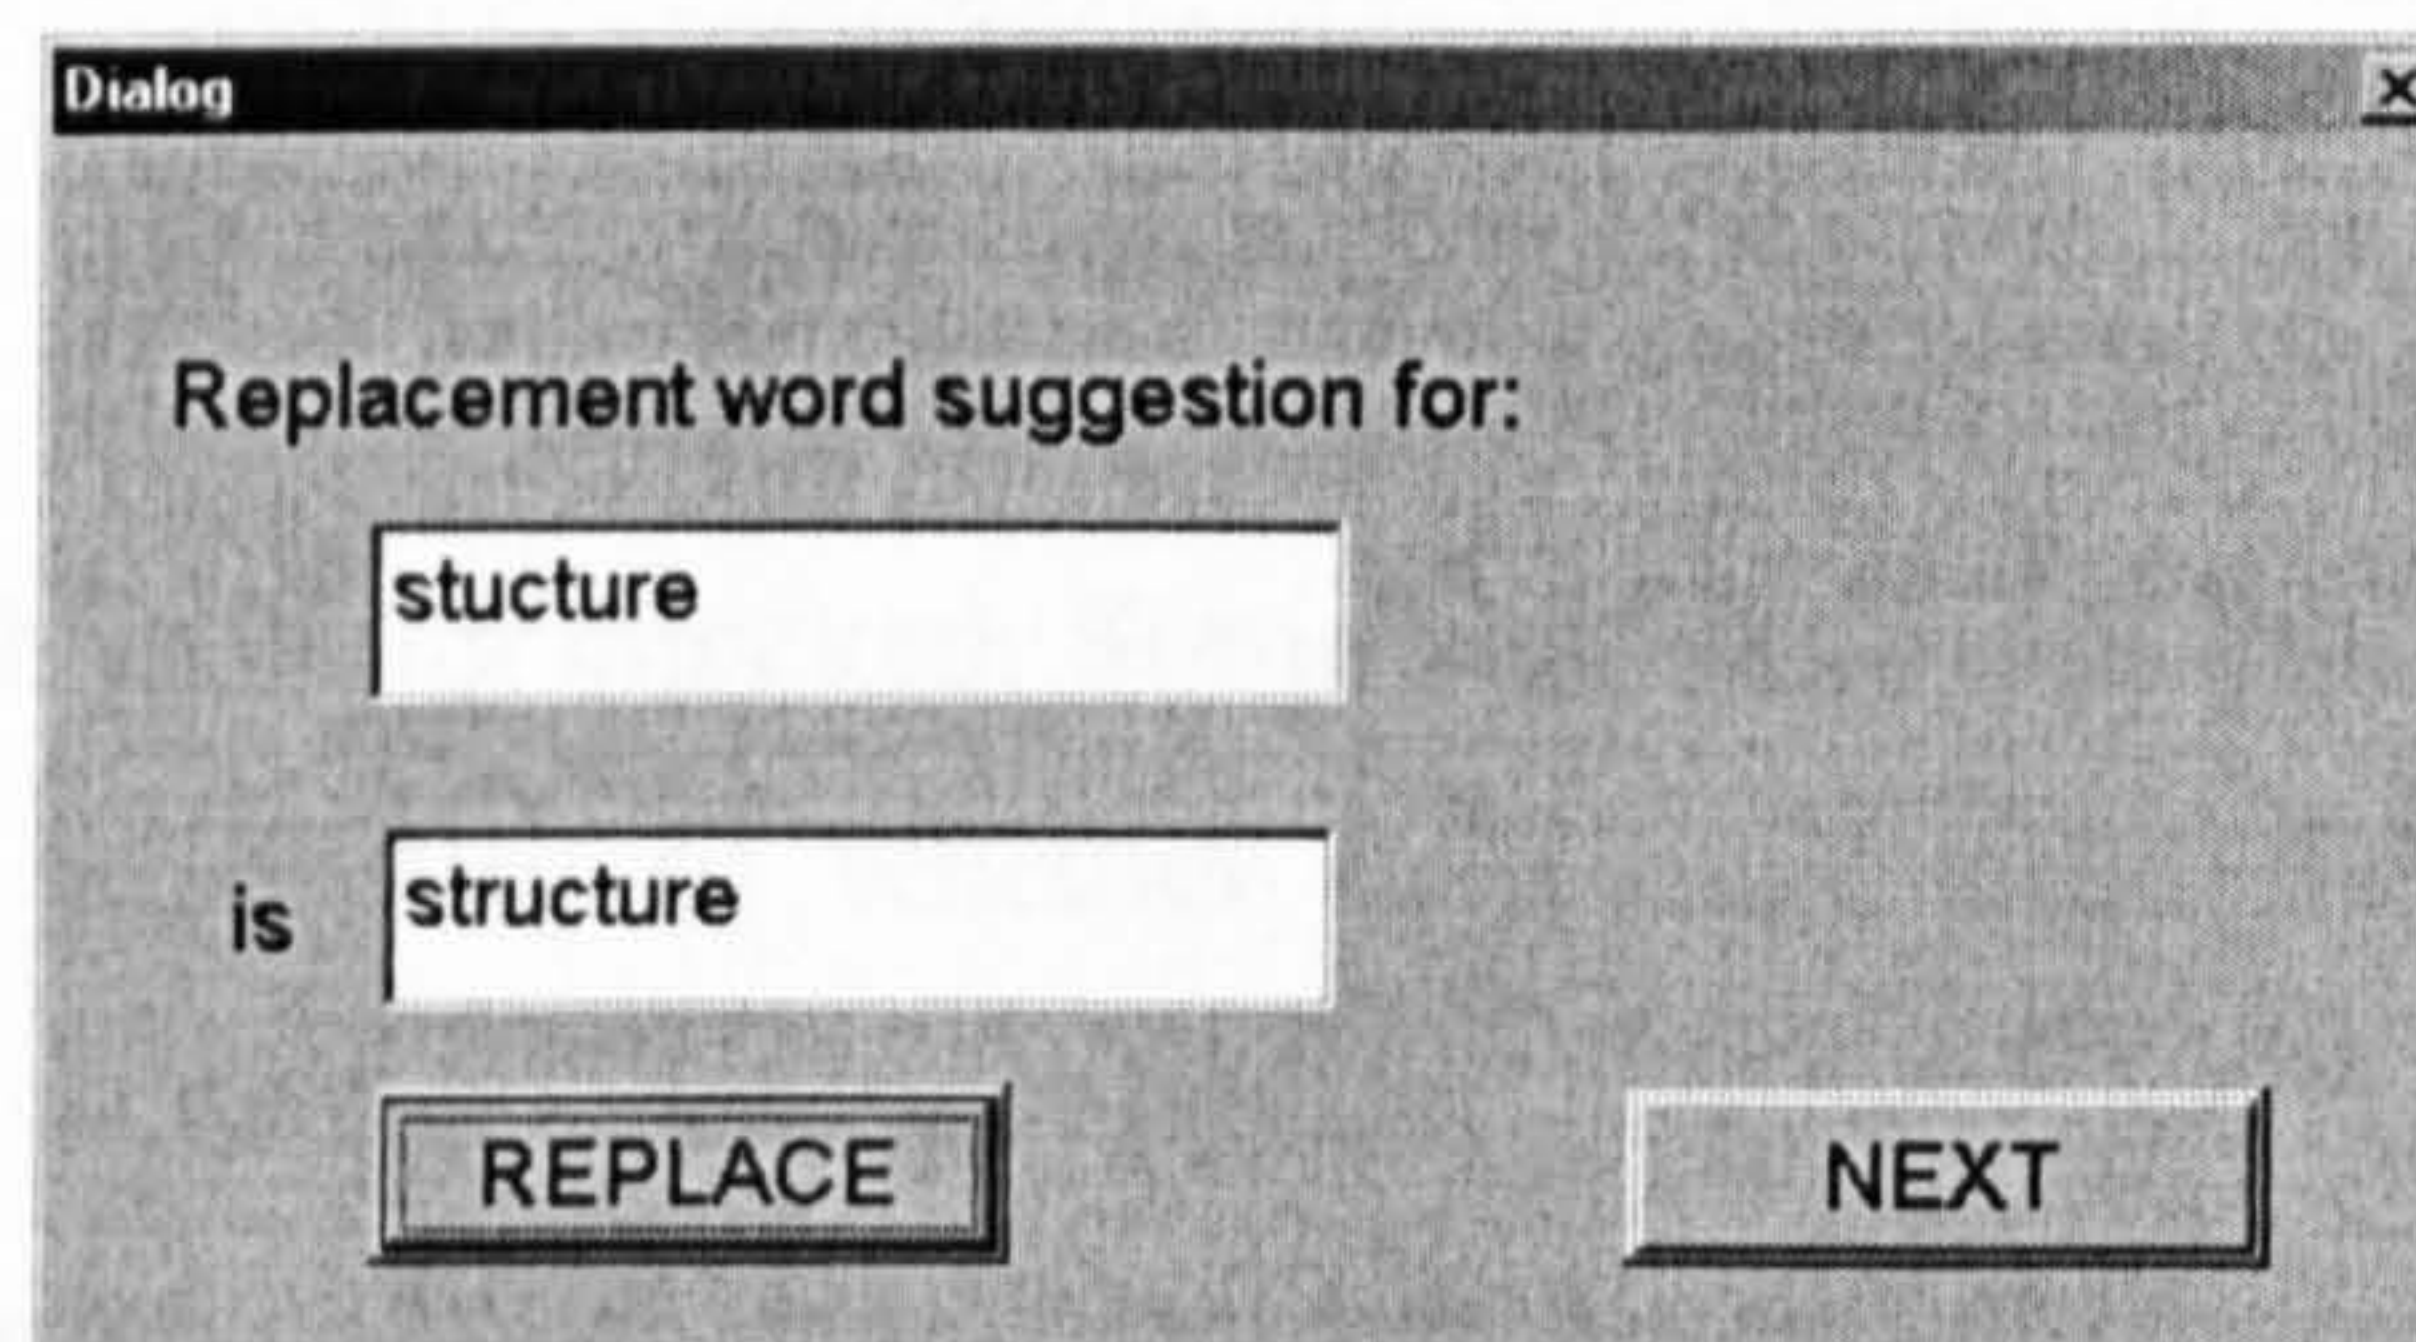 Dialog
Replacement word suggestion for:
stucture
is structure
REPLACE NEXT